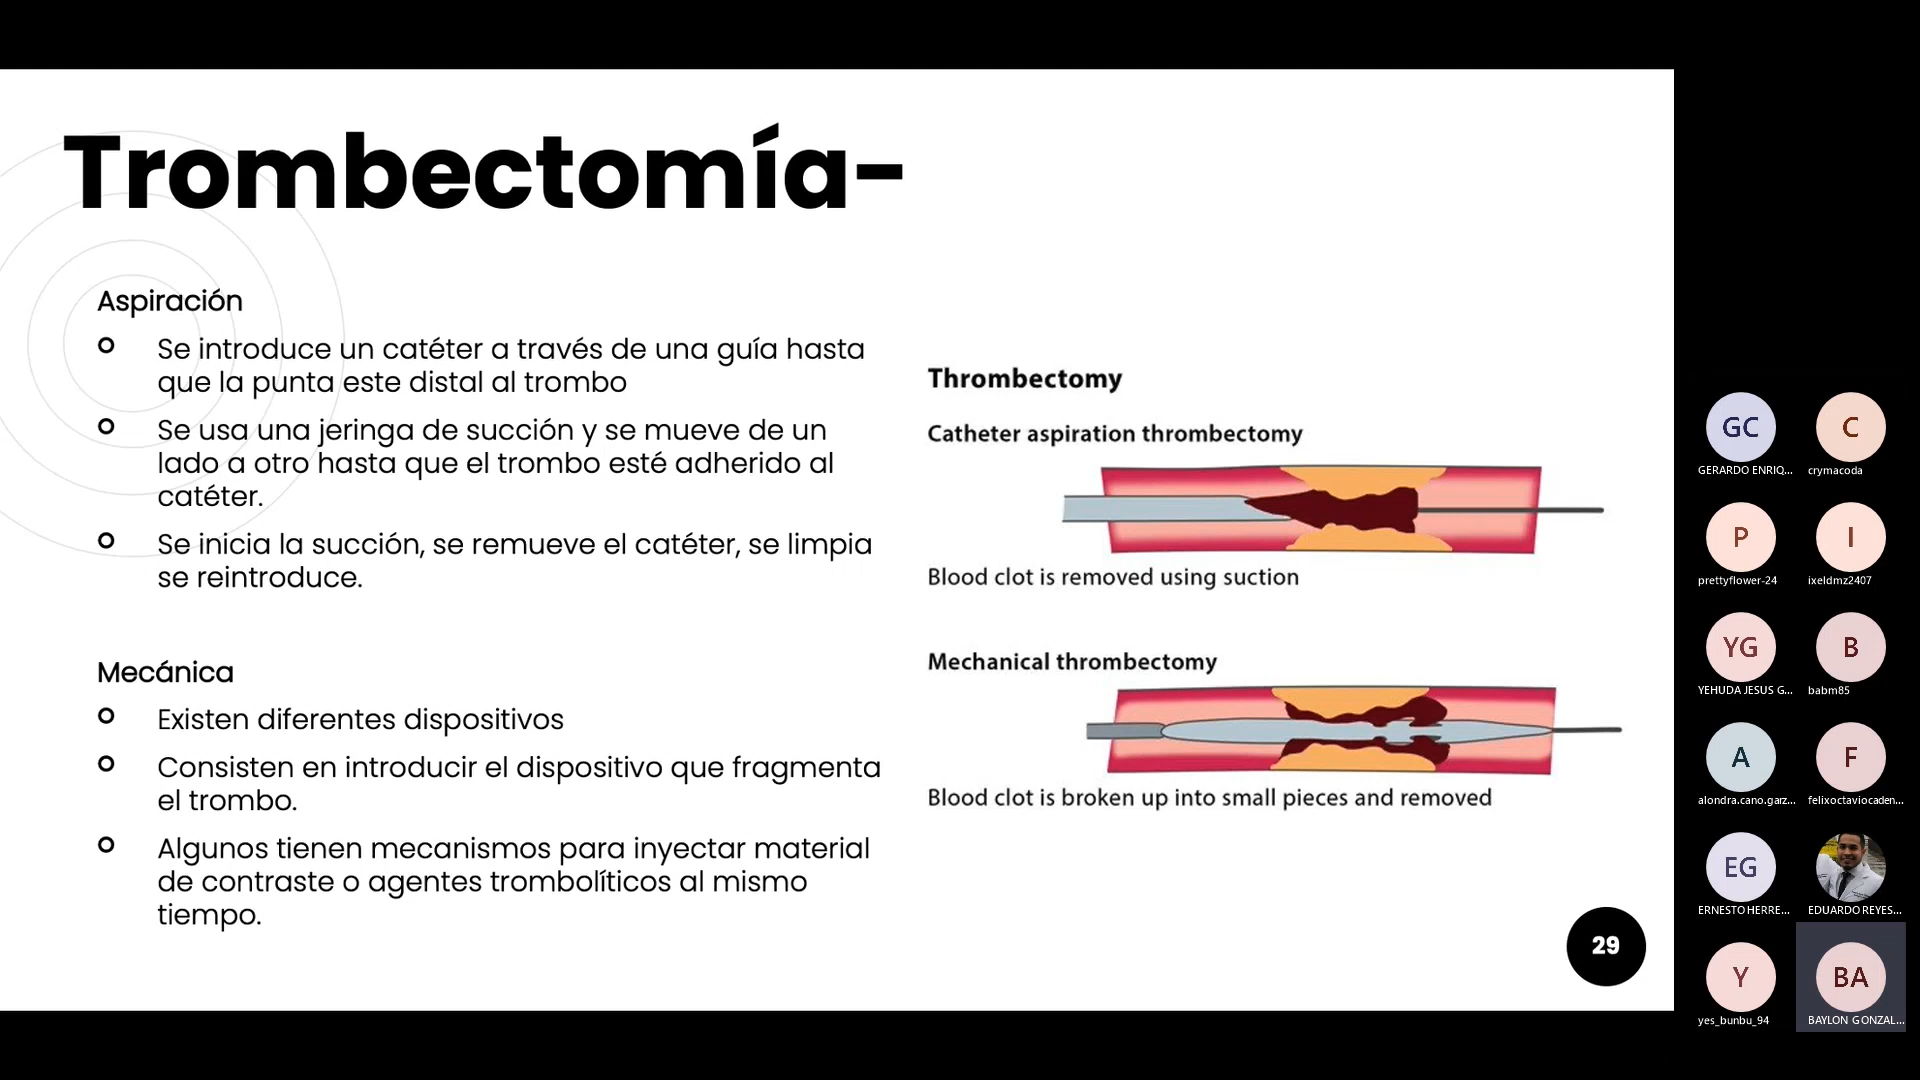 Trombectomía-
Aspiración
Se introduce un catéter a través de una guía hasta
que la punta este distal al trombo
Se usa una jeringa de succión y se mueve de un
lado a otro hasta que el trombo esté adherido al
catéter.
Se inicia la succión, se remueve el catéter, se limpia
se reintroduce.
Mecánica
Existen diferentes dispositivos
Consisten en introducir el dispositivo que fragmenta
el trombo.
Algunos tienen mecanismos para inyectar material
de contraste o agentes trombolíticos al mismo
tiempo.
Thrombectomy
Catheter aspiration thrombectomy
Blood clot is removed using suction
Mechanical thrombectomy
Blood clot is broken up into small pieces and removed
29
GC
GERARDO ENRIQ...
C
crymacoda
P
prettyflower-24
I
ixeldmz2407
YG
YEHUDA JESUS G...
B
babm85
A
alondra.cano.garz...
F
felixoctaviocaden...
EG
ERNESTO HERRE...
EDUARDO REYES...
Y
yes_bunbu_94
BA
BAYLON GONZAL...